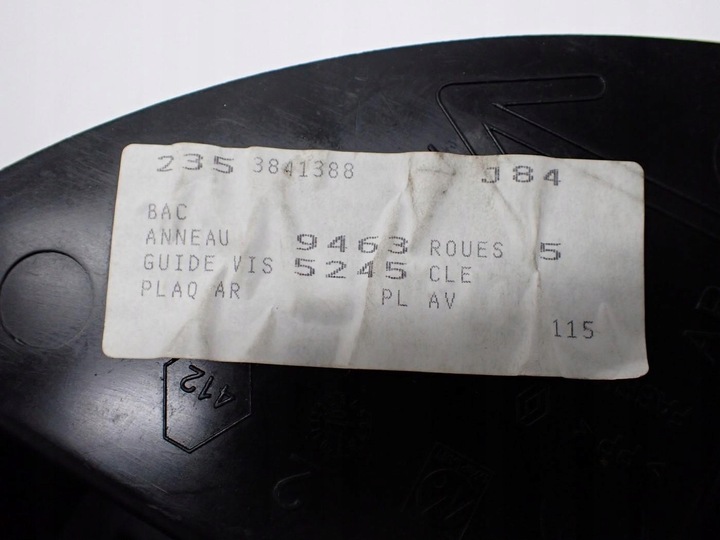 235 3841388 J84
BAC
ANNEAU 9463 ROUES 5
GUIDE VIS 5245 CLE
PLAQ AR PL AV
115
412